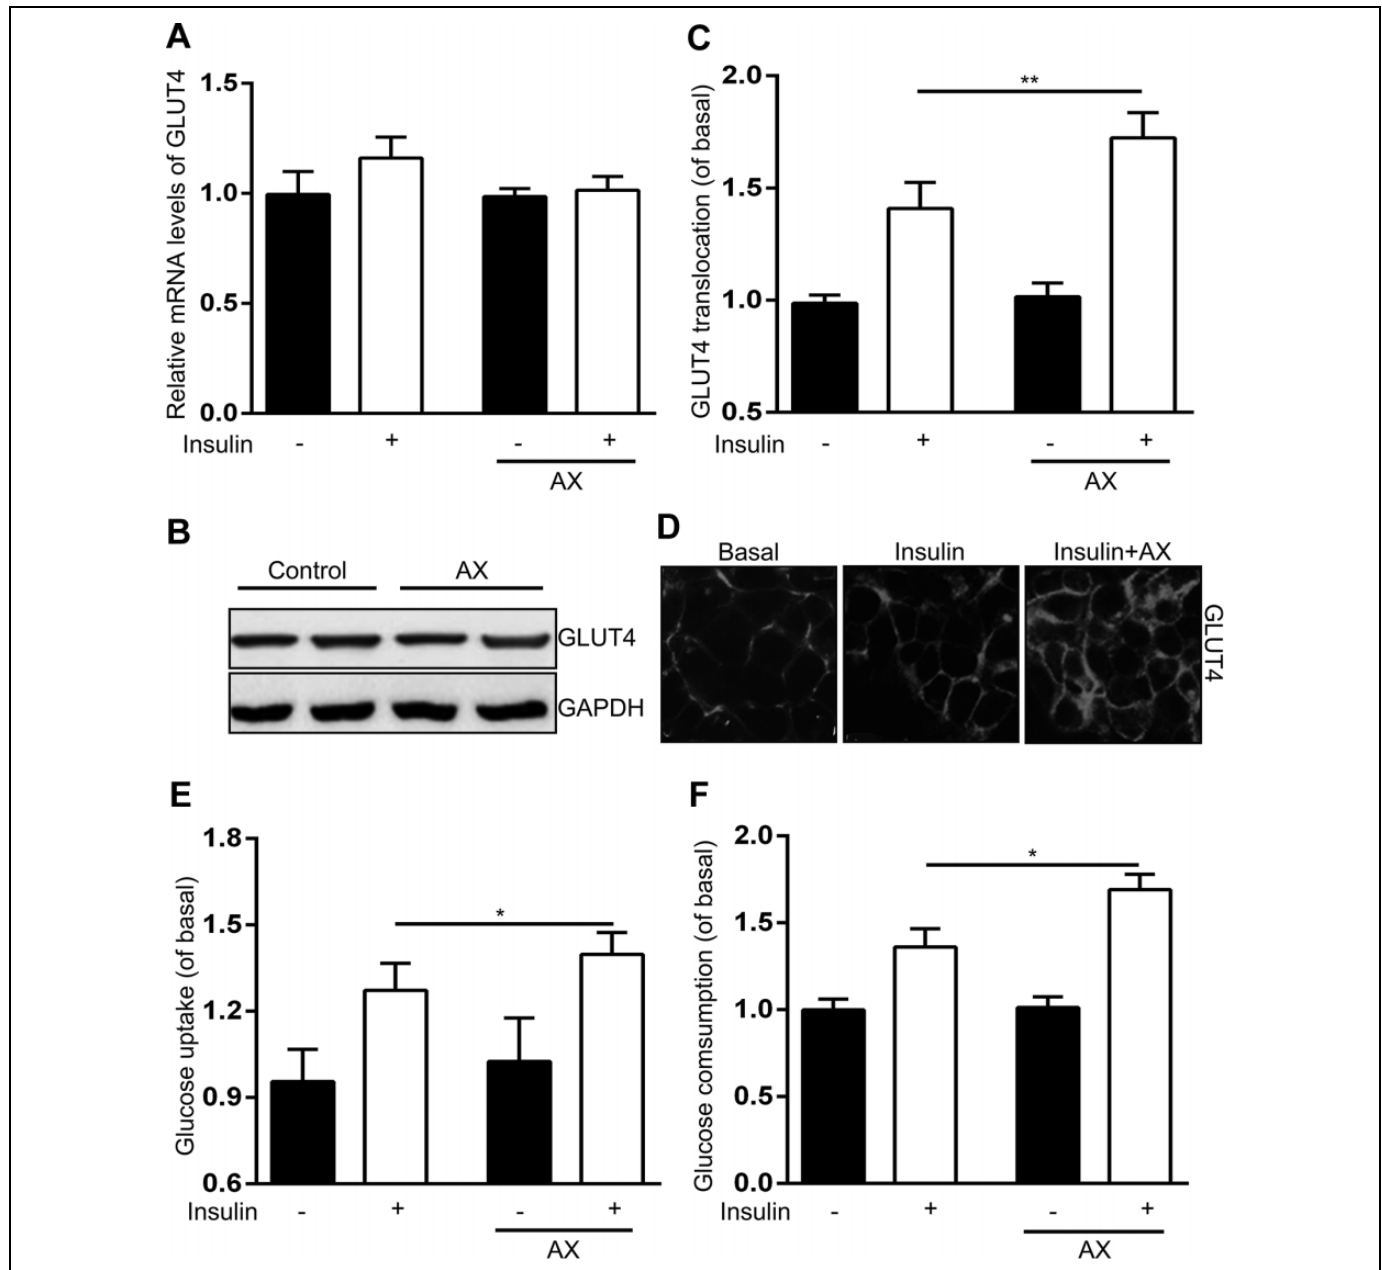 A
Relative mRNA levels of GLUT4
1.5
1.0
0.5
0.0
Insulin - + - +
AX
C
GLUT4 translocation (of basal)
2.0
1.5
1.0
0.5
**
Insulin - + - +
AX
B
Control AX
GLUT4
GAPDH
D
Basal Insulin Insulin+AX
GLUT4
E
Glucose uptake (of basal)
1.8
1.5
1.2
0.9
0.6
*
Insulin - + - +
AX
F
Glucose comsumption (of basal)
2.0
1.5
1.0
0.5
0.0
*
Insulin - + - +
AX